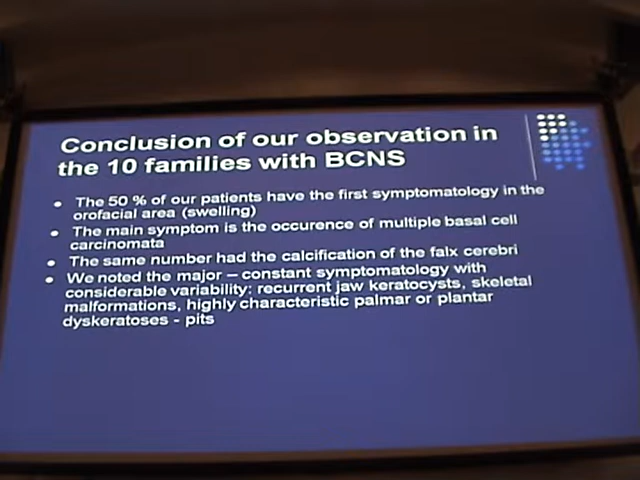 Conclusion of our observation in
the 10 families with BCNS
• The 50 % of our patients have the first symptomatology in the
orofacial area (swelling)
• The main symptom is the occurence of multiple basal cell
carcinomata
• The same number had the calcification of the falx cerebri
• We noted the major – constant symptomatology with
considerable variability: recurrent jaw keratocysts, skeletal
malformations, highly characteristic palmar or plantar
dyskeratoses - pits